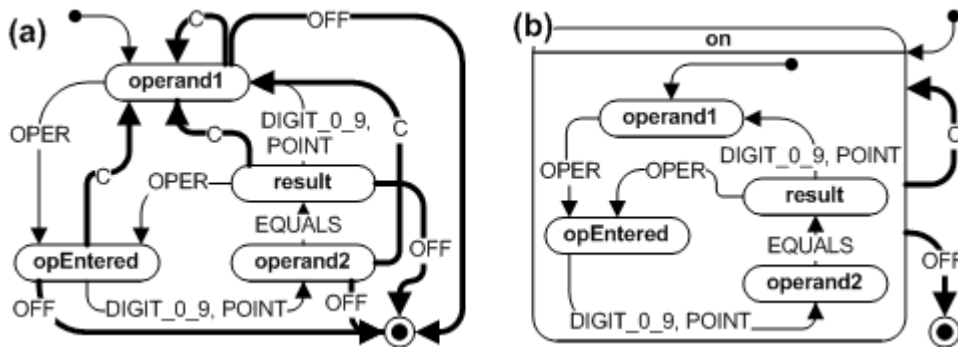 (a)
C
OFF
operand1
OPER
DIGIT_0_9,
POINT
C
C
C
OPER
result
EQUALS
opEntered
operand2
OFF
OFF
DIGIT_0_9, POINT
OFF
(b)
on
operand1
DIGIT_0_9, POINT
C
OPER
OPER
result
opEntered
EQUALS
OFF
operand2
DIGIT_0_9, POINT